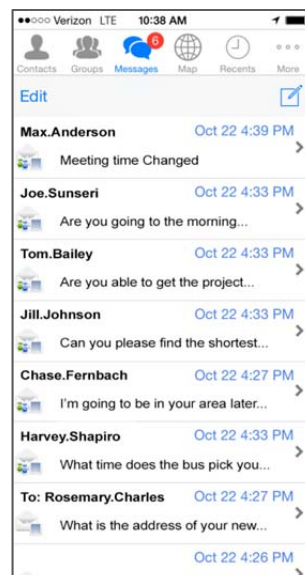 Verizon LTE 10:38 AM
6
Contacts Groups Messages Map Recents More
Edit
Max.Anderson Oct 22 4:39 PM
Meeting time Changed
Joe.Sunseri Oct 22 4:33 PM
Are you going to the morning...
Tom.Bailey Oct 22 4:33 PM
Are you able to get the project...
Jill.Johnson Oct 22 4:33 PM
Can you please find the shortest...
Chase.Fernbach Oct 22 4:27 PM
I'm going to be in your area later...
Harvey.Shapiro Oct 22 4:33 PM
What time does the bus pick you...
To: Rosemary.Charles Oct 22 4:27 PM
What is the address of your new...
Oct 22 4:26 PM